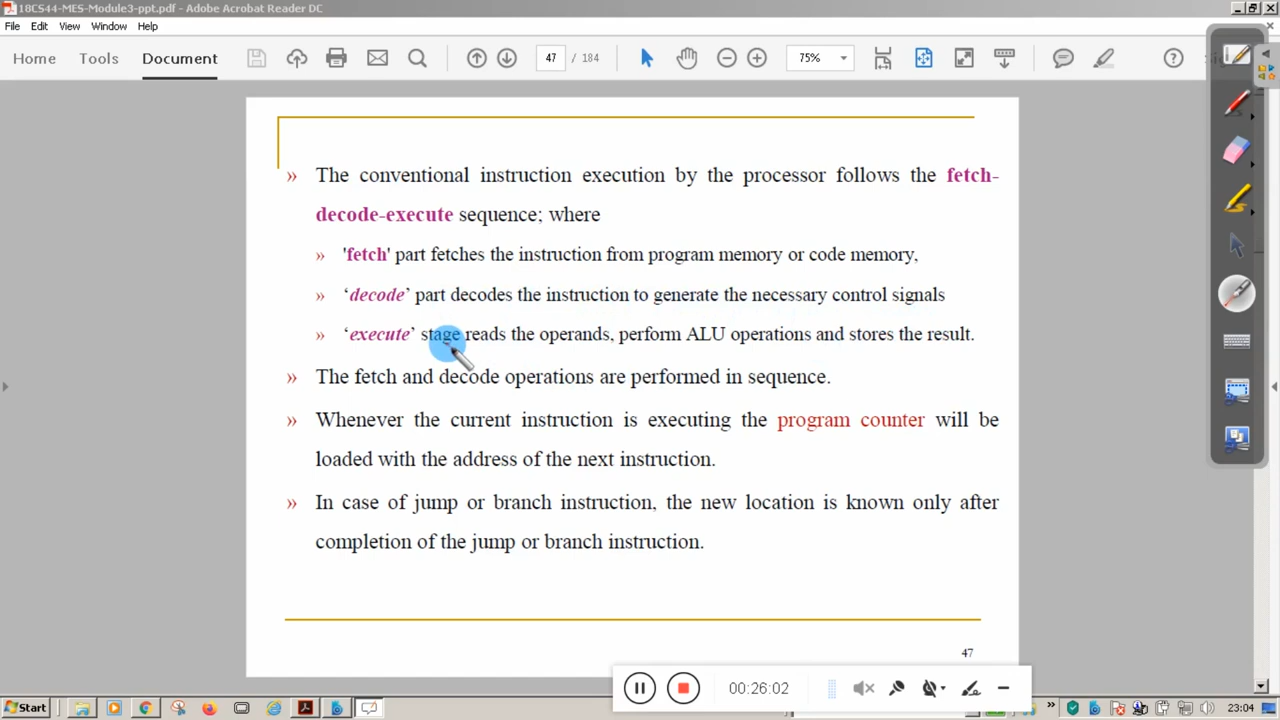 18CS44-MES-Module3-ppt.pdf - Adobe Acrobat Reader DC
File Edit View Window Help
Home Tools Document 47 / 184 75%
» The conventional instruction execution by the processor follows the fetch-
decode-execute sequence; where
» 'fetch' part fetches the instruction from program memory or code memory,
» ‘decode’ part decodes the instruction to generate the necessary control signals
» ‘execute’ stage reads the operands, perform ALU operations and stores the result.
» The fetch and decode operations are performed in sequence.
» Whenever the current instruction is executing the program counter will be
loaded with the address of the next instruction.
» In case of jump or branch instruction, the new location is known only after
completion of the jump or branch instruction.
47
00:26:02
Start 23:04